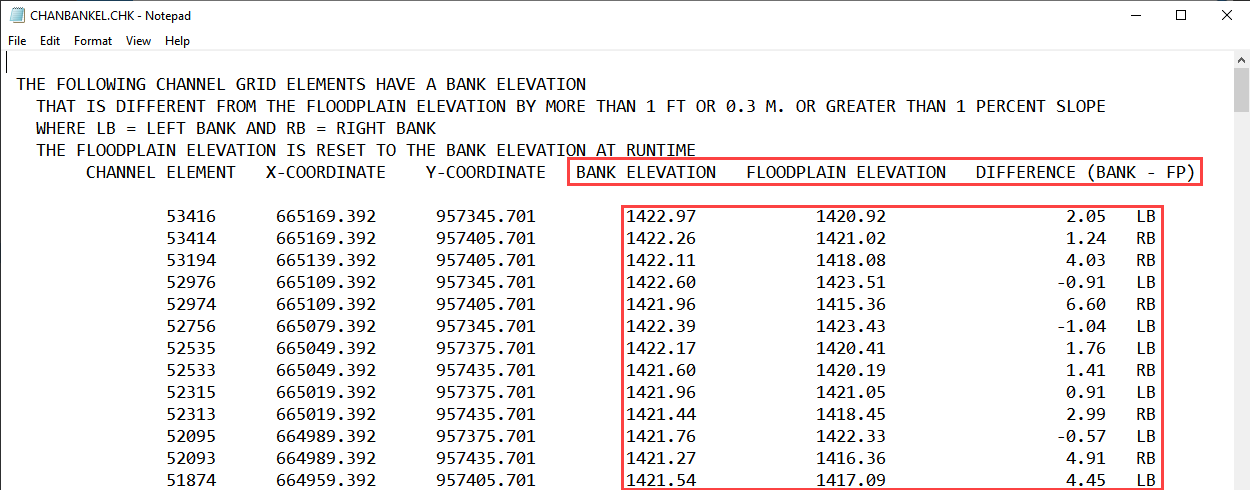 CHANBANKEL.CHK - Notepad
File Edit Format View Help
THE FOLLOWING CHANNEL GRID ELEMENTS HAVE A BANK ELEVATION
THAT IS DIFFERENT FROM THE FLOODPLAIN ELEVATION BY MORE THAN 1 FT OR 0.3 M. OR GREATER THAN 1 PERCENT SLOPE
WHERE LB = LEFT BANK AND RB = RIGHT BANK
THE FLOODPLAIN ELEVATION IS RESET TO THE BANK ELEVATION AT RUNTIME
CHANNEL ELEMENT X-COORDINATE Y-COORDINATE BANK ELEVATION FLOODPLAIN ELEVATION DIFFERENCE (BANK - FP)
53416 665169.392 957345.701 1422.97 1420.92 2.05 LB
53414 665169.392 957405.701 1422.26 1421.02 1.24 RB
53194 665139.392 957405.701 1422.11 1418.08 4.03 RB
52976 665109.392 957345.701 1422.60 1423.51 -0.91 LB
52974 665109.392 957405.701 1421.96 1415.36 6.60 RB
52756 665079.392 957345.701 1422.39 1423.43 -1.04 LB
52535 665049.392 957375.701 1422.17 1420.41 1.76 LB
52533 665049.392 957435.701 1421.60 1420.19 1.41 RB
52315 665019.392 957375.701 1421.96 1421.05 0.91 LB
52313 665019.392 957435.701 1421.44 1418.45 2.99 RB
52095 664989.392 957375.701 1421.76 1422.33 -0.57 LB
52093 664989.392 957435.701 1421.27 1416.36 4.91 RB
51874 664959.392 957405.701 1421.54 1417.09 4.45 LB